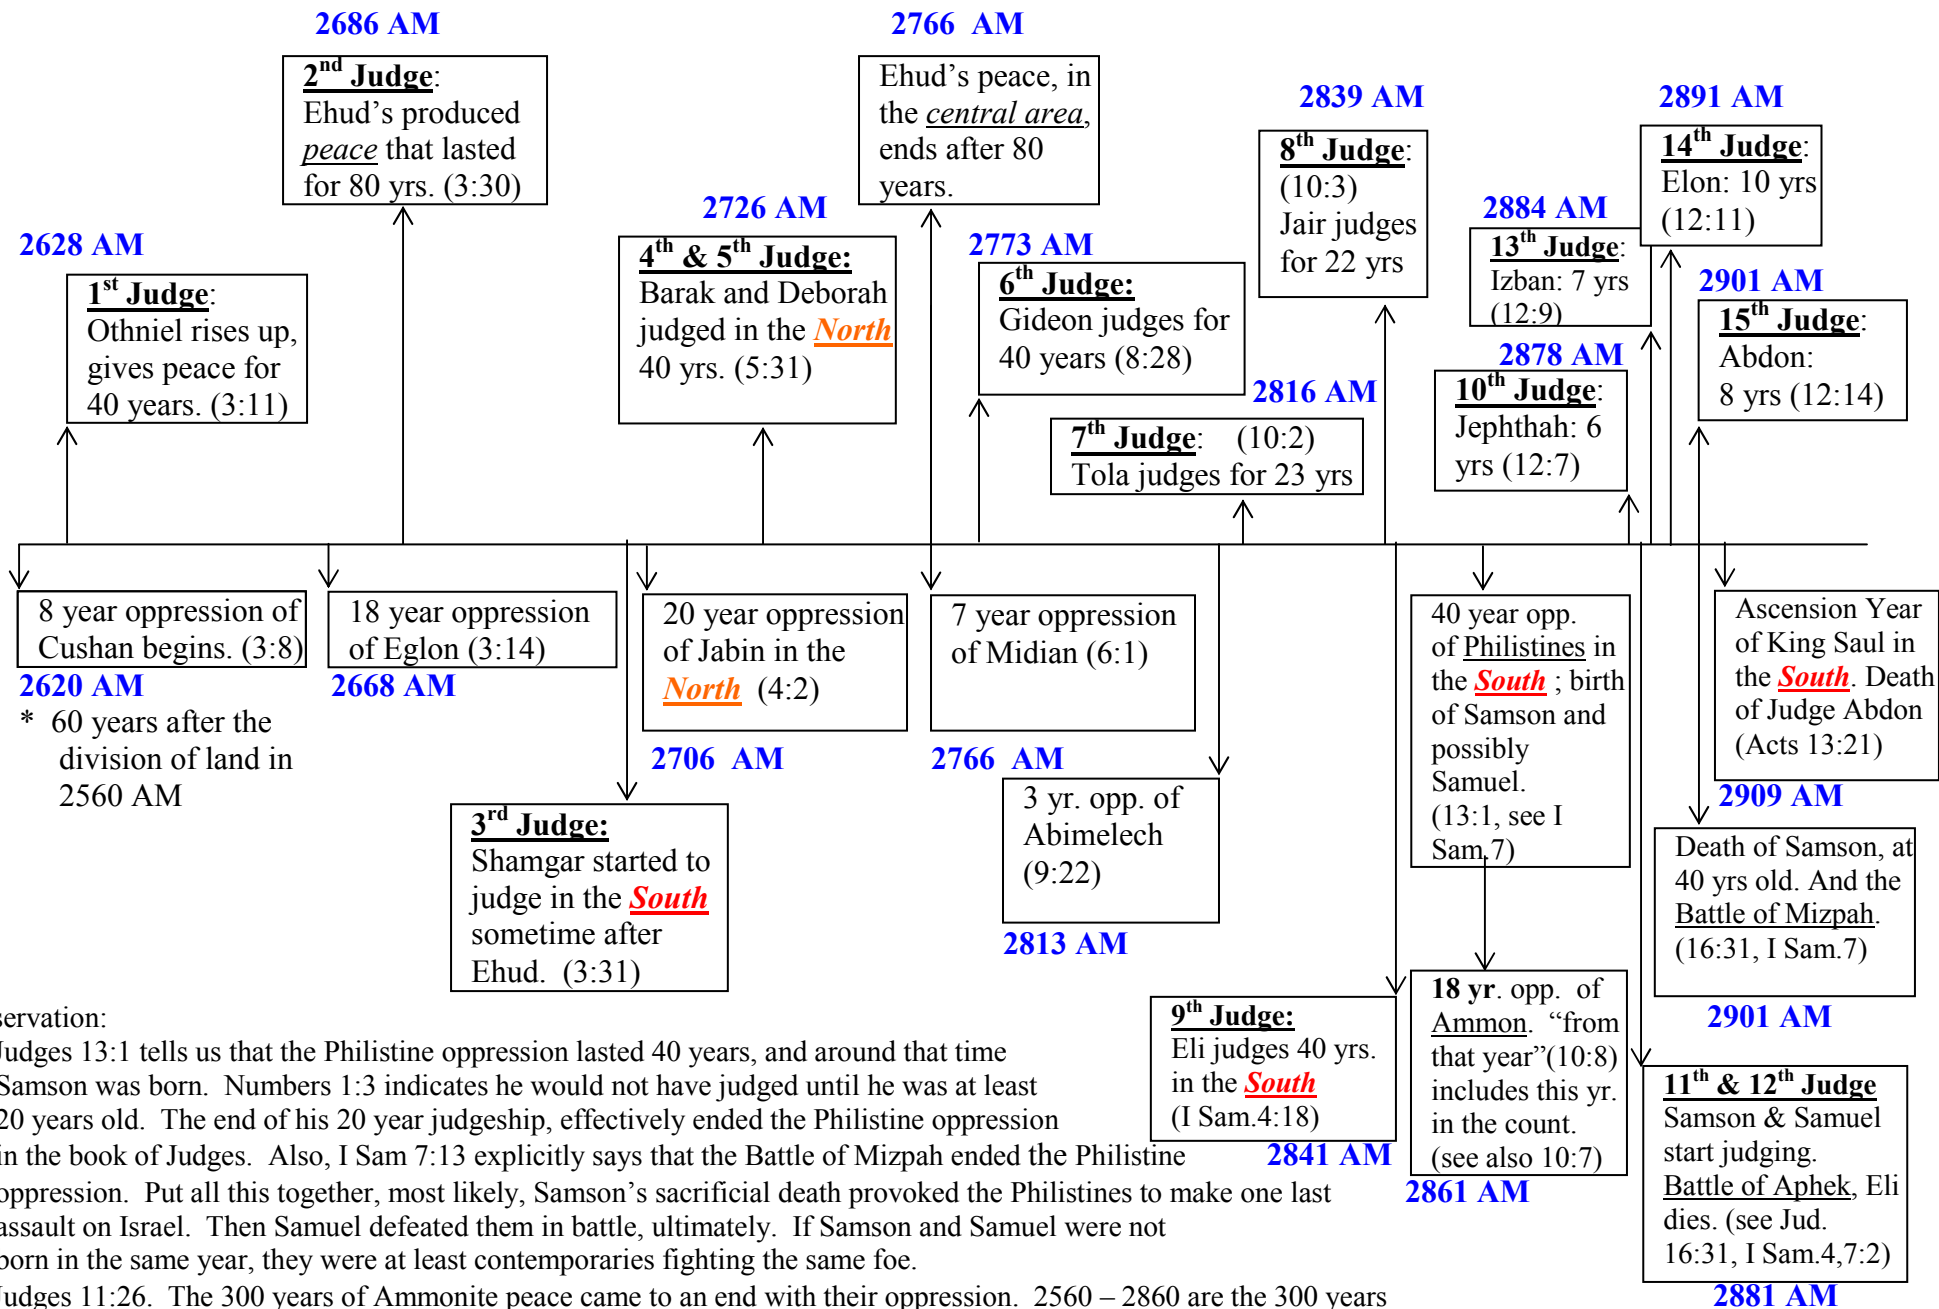 2686 AM
2nd Judge:
Ehud’s produced
peace that lasted
for 80 yrs. (3:30)
2766 AM
Ehud’s peace, in
the central area,
ends after 80
years.
2839 AM
8th Judge:
(10:3)
Jair judges
for 22 yrs
2891 AM
14th Judge:
Elon: 10 yrs
(12:11)
2628 AM
1st Judge:
Othniel rises up,
gives peace for
40 years. (3:11)
2726 AM
4th & 5th Judge:
Barak and Deborah
judged in the North
40 yrs. (5:31)
2773 AM
6th Judge:
Gideon judges for
40 years (8:28)
2884 AM
13th Judge:
Izban: 7 yrs
(12:9)
2901 AM
15th Judge:
Abdon:
8 yrs (12:14)
2816 AM
7th Judge: (10:2)
Tola judges for 23 yrs
2878 AM
10th Judge:
Jephthah: 6
yrs (12:7)
8 year oppression of
Cushan begins. (3:8)
2620 AM
* 60 years after the
division of land in
2560 AM
18 year oppression
of Eglon (3:14)
2668 AM
3rd Judge:
Shamgar started to
judge in the South
sometime after
Ehud. (3:31)
20 year oppression
of Jabin in the
North (4:2)
2706 AM
7 year oppression
of Midian (6:1)
2766 AM
3 yr. opp. of
Abimelech
(9:22)
2813 AM
9th Judge:
Eli judges 40 yrs.
in the South
(I Sam.4:18)
2841 AM
40 year opp.
of Philistines in
the South ; birth
of Samson and
possibly
Samuel.
(13:1, see I
Sam.7)
18 yr. opp. of
Ammon. “from
that year”(10:8)
includes this yr.
in the count.
(see also 10:7)
2861 AM
Ascension Year
of King Saul in
the South. Death
of Judge Abdon
(Acts 13:21)
2909 AM
Death of Samson, at
40 yrs old. And the
Battle of Mizpah.
(16:31, I Sam.7)
2901 AM
11th & 12th Judge
Samson & Samuel
start judging.
Battle of Aphek, Eli
dies. (see Jud.
16:31, I Sam.4,7:2)
2881 AM
servation:
Judges 13:1 tells us that the Philistine oppression lasted 40 years, and around that time
Samson was born. Numbers 1:3 indicates he would not have judged until he was at least
20 years old. The end of his 20 year judgeship, effectively ended the Philistine oppression
in the book of Judges. Also, I Sam 7:13 explicitly says that the Battle of Mizpah ended the Philistine
oppression. Put all this together, most likely, Samson’s sacrificial death provoked the Philistines to make one last
assault on Israel. Then Samuel defeated them in battle, ultimately. If Samson and Samuel were not
born in the same year, they were at least contemporaries fighting the same foe.
Judges 11:26. The 300 years of Ammonite peace came to an end with their oppression. 2560 – 2860 are the 300 years